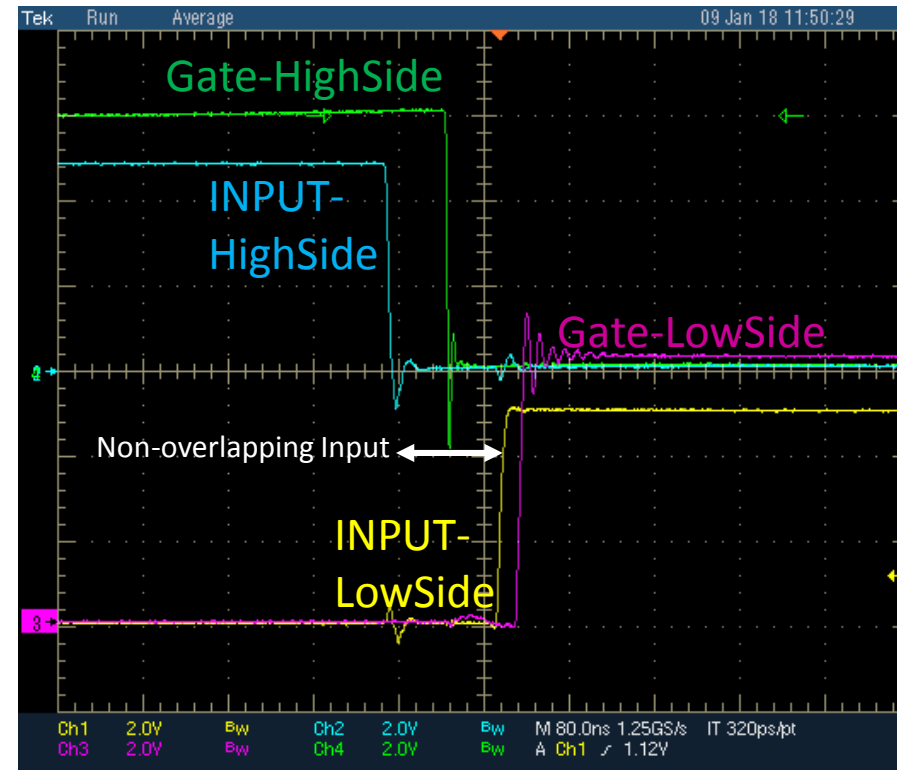 Tek Run Average 09 Jan 18 11:50:29
Gate-HighSide
INPUT-
HighSide
Gate-LowSide
Non-overlapping Input
INPUT-
LowSide
3
Ch1 2.0V Bw Ch2 2.0V Bw M 80.0ns 1.25GS/s IT 320ps/pt
Ch3 2.0V Bw Ch4 2.0V Bw A Ch1 1.12V